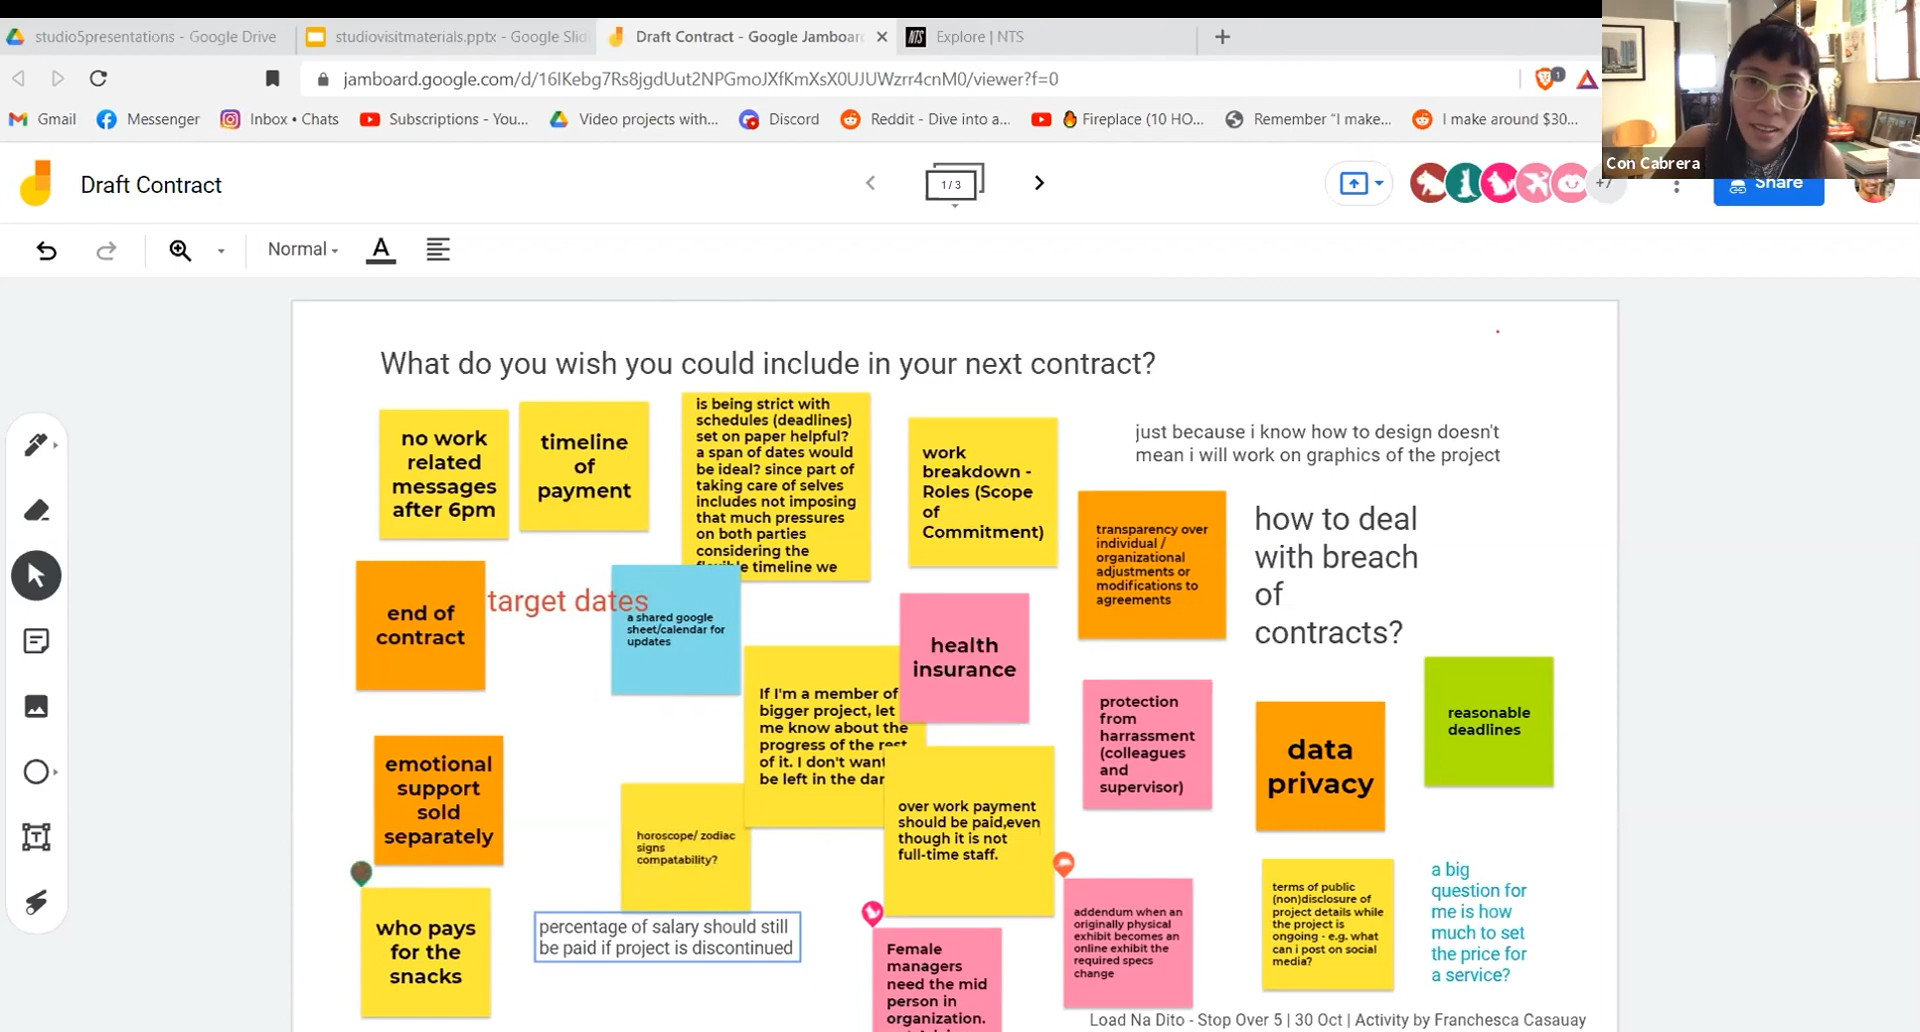 studio5presentations - Google Drive
studiovisitmaterials.pptx - Google Slid
Draft Contract - Google Jamboar
NTS
Explore | NTS
jamboard.google.com/d/16IKebg7Rs8jgdUut2NPGmoJXfKmXsX0UJUWzrr4cnM0/viewer?f=0
1
Gmail
Messenger
Inbox • Chats
Subscriptions - You...
Video projects with...
Discord
Reddit - Dive into a...
Fireplace (10 HO...
Remember “I make...
I make around $30...
Con Cabrera
Draft Contract
1 / 3
+7
Share
Normal
A
What do you wish you could include in your next contract?
no work
related
messages
after 6pm
timeline
of
payment
is being strict with
schedules (deadlines)
set on paper helpful?
a span of dates would
be ideal? since part of
taking care of selves
includes not imposing
that much pressures
on both parties
considering the
flexible timeline we
work
breakdown -
Roles (Scope
of
Commitment)
just because i know how to design doesn't
mean i will work on graphics of the project
transparency over
individual /
organizational
adjustments or
modifications to
agreements
how to deal
with breach
of
contracts?
end of
contract
target dates
a shared google
sheet/calendar for
updates
health
insurance
If I'm a member of
bigger project, let
me know about the
progress of the rest
of it. I don't want
be left in the dar
protection
from
harrassment
(colleagues
and
supervisor)
data
privacy
reasonable
deadlines
emotional
support
sold
separately
horoscope/ zodiac
signs
compatability?
over work payment
should be paid,even
though it is not
full-time staff.
who pays
for the
snacks
percentage of salary should still
be paid if project is discontinued
Female
managers
need the mid
person in
organization.
addendum when an
originally physical
exhibit becomes an
online exhibit the
required specs
change
terms of public
(non)disclosure of
project details while
the project is
ongoing - e.g. what
can i post on social
media?
a big
question for
me is how
much to set
the price for
a service?
Load Na Dito - Stop Over 5 | 30 Oct | Activity by Franchesca Casauay